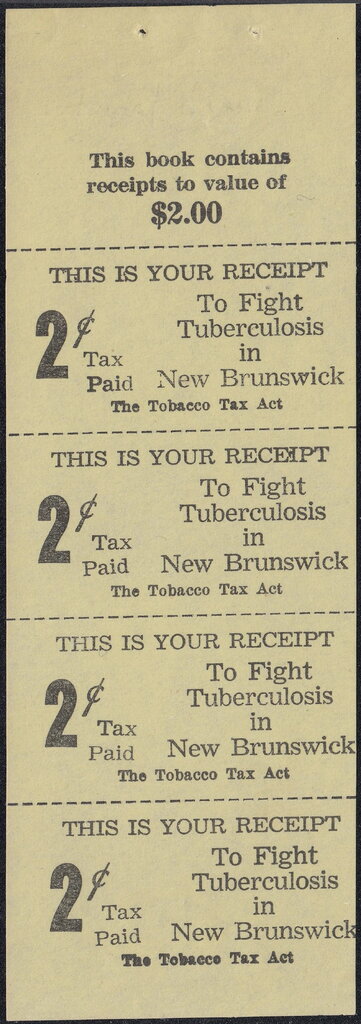 This book contains
receipts to value of
$2.00
THIS IS YOUR RECEIPT
2¢ Tax Paid
To Fight
Tuberculosis
in
New Brunswick
The Tobacco Tax Act
THIS IS YOUR RECEIPT
2¢ Tax Paid
To Fight
Tuberculosis
in
New Brunswick
The Tobacco Tax Act
THIS IS YOUR RECEIPT
2¢ Tax Paid
To Fight
Tuberculosis
in
New Brunswick
The Tobacco Tax Act
THIS IS YOUR RECEIPT
2¢ Tax Paid
To Fight
Tuberculosis
in
New Brunswick
The Tobacco Tax Act